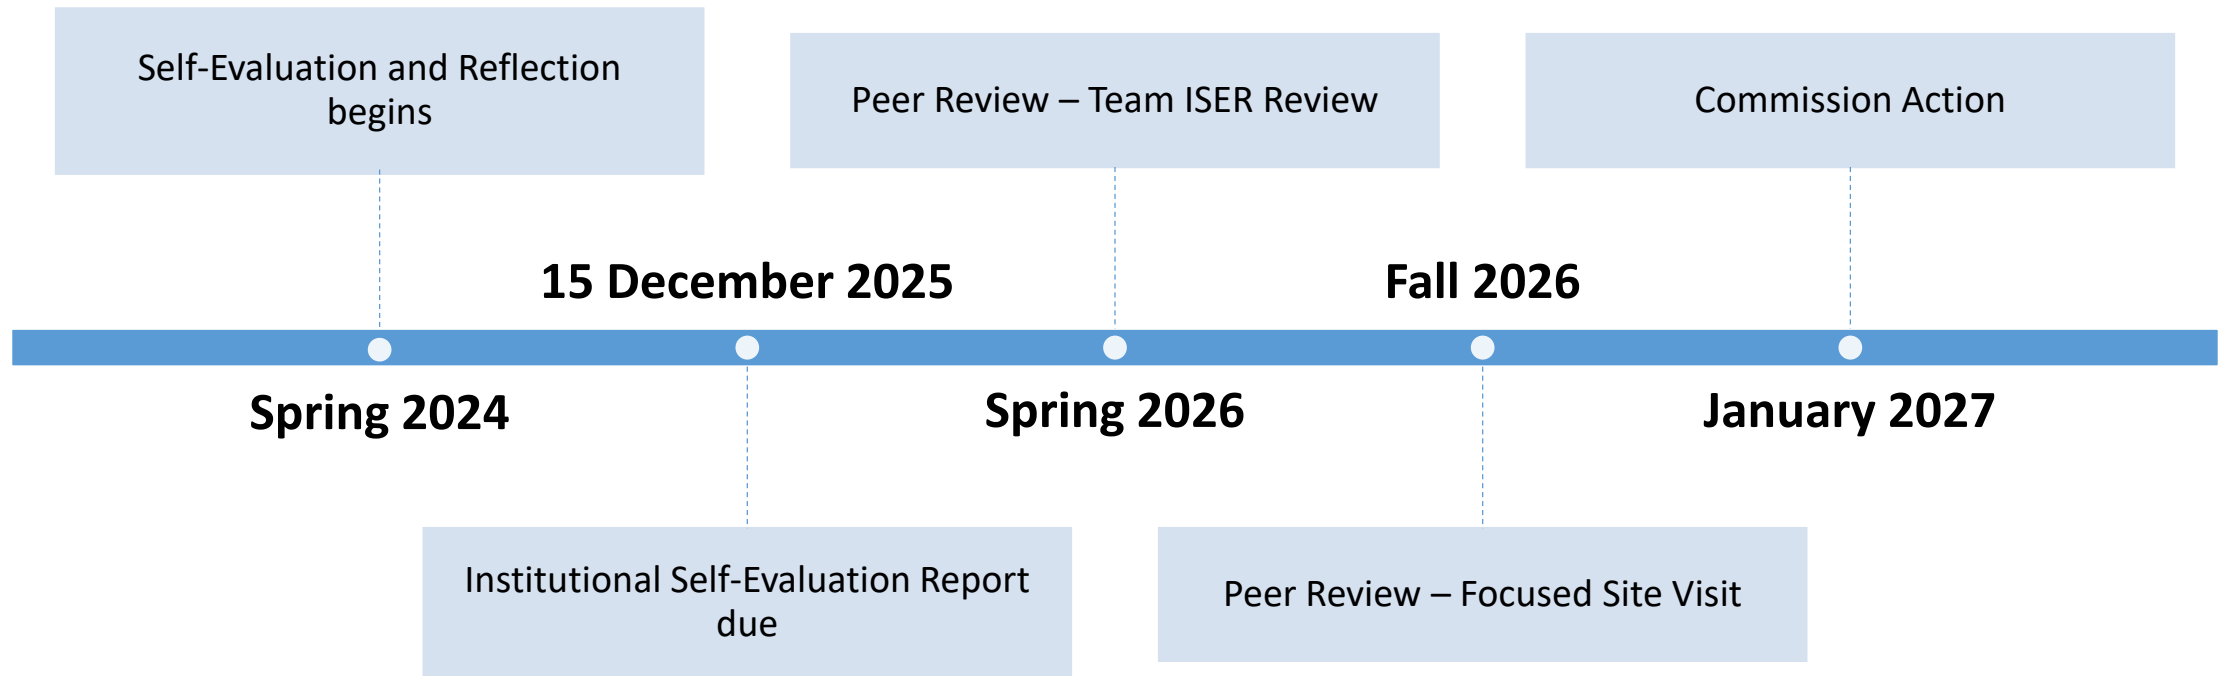 Self-Evaluation and Reflection
begins
Peer Review – Team ISER Review
Commission Action
15 December 2025
Fall 2026
Spring 2024
Spring 2026
January 2027
Institutional Self-Evaluation Report
due
Peer Review – Focused Site Visit